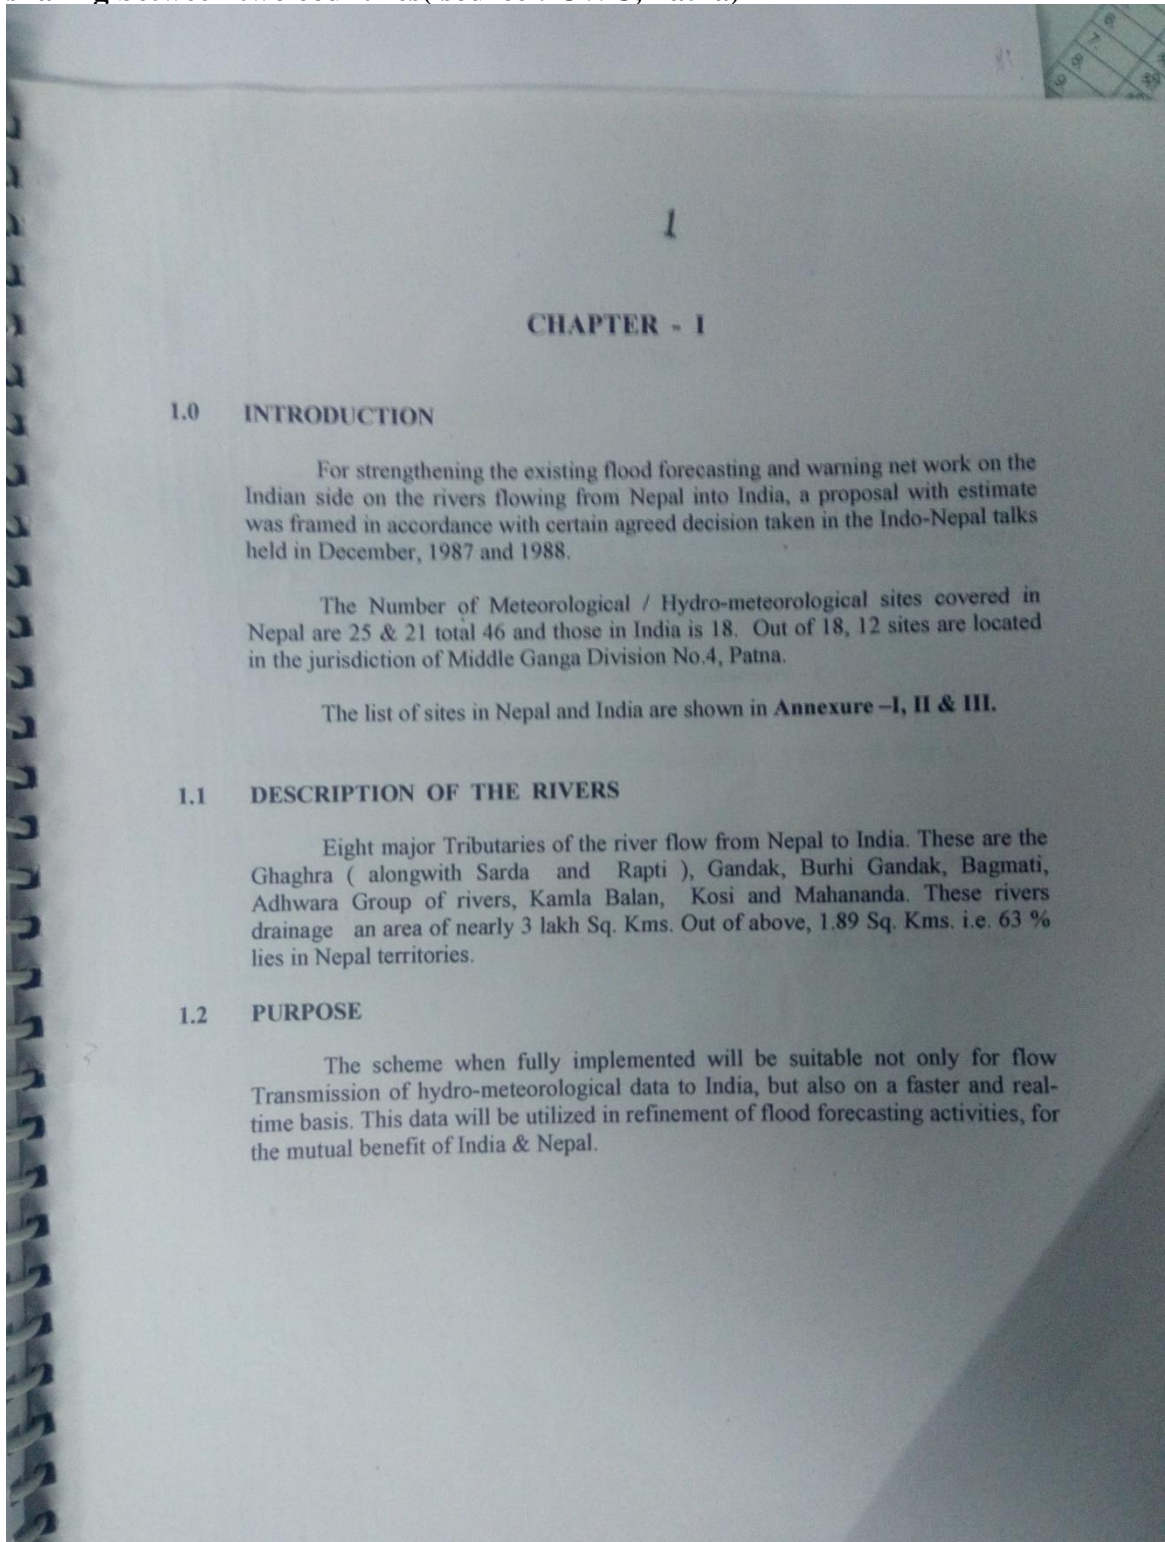 1
CHAPTER - I
1.0 INTRODUCTION
For strengthening the existing flood forecasting and warning net work on the
Indian side on the rivers flowing from Nepal into India, a proposal with estimate
was framed in accordance with certain agreed decision taken in the Indo-Nepal talks
held in December, 1987 and 1988.
The Number of Meteorological / Hydro-meteorological sites covered in
Nepal are 25 & 21 total 46 and those in India is 18. Out of 18, 12 sites are located
in the jurisdiction of Middle Ganga Division No.4, Patna.
The list of sites in Nepal and India are shown in Annexure –I, II & III.
1.1 DESCRIPTION OF THE RIVERS
Eight major Tributaries of the river flow from Nepal to India. These are the
Ghaghra ( alongwith Sarda and Rapti ), Gandak, Burhi Gandak, Bagmati,
Adhwara Group of rivers, Kamla Balan, Kosi and Mahananda. These rivers
drainage an area of nearly 3 lakh Sq. Kms. Out of above, 1.89 Sq. Kms. i.e. 63 %
lies in Nepal territories.
1.2 PURPOSE
The scheme when fully implemented will be suitable not only for flow
Transmission of hydro-meteorological data to India, but also on a faster and real-
time basis. This data will be utilized in refinement of flood forecasting activities, for
the mutual benefit of India & Nepal.